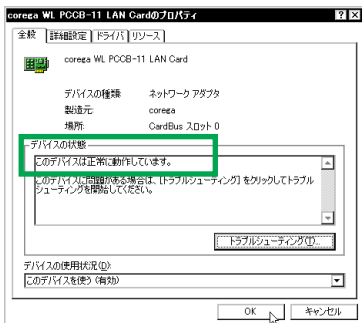 corega WL PCCB-11 LAN Cardのプロパティ
全般 詳細設定 ドライバ リソース
corega WL PCCB-11 LAN Card
デバイスの種類: ネットワーク アダプタ
製造元: corega
場所: CardBus スロット 0
デバイスの状態
このデバイスは正常に動作しています。
このデバイスに問題がある場合は、[トラブルシューティング] をクリックしてトラブル
シューティングを開始してください。
トラブルシューティング(T)...
デバイスの使用状況(D):
このデバイスを使う (有効)
OK キャンセル